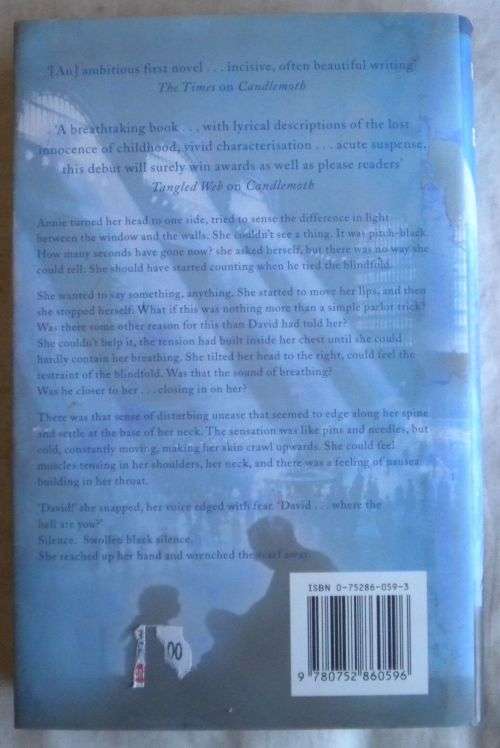 '[An] ambitious first novel . . . incisive, often beautiful writing'
The Times on Candlemoth
'A breathtaking book . . . with lyrical descriptions of the lost
innocence of childhood, vivid characterisation . . . acute suspense,
this debut will surely win awards as well as please readers'
Tangled Web on Candlemoth
Annie turned her head to one side, tried to sense the difference in light
between the window and the walls. She couldn't see a thing. It was pitch-black.
How many seconds have gone now? she asked herself, but there was no way she
could tell. She should have started counting when he tied the blindfold.
She wanted to say something, anything. She started to move her lips, and then
she stopped herself. What if this was nothing more than a simple parlor trick?
Was there some other reason for this than David had told her?
She couldn't help it, the tension had built inside her chest until she could
hardly contain her breathing. She tilted her head to the right, could feel the
restraint of the blindfold. Was that the sound of breathing?
Was he closer to her . . . closing in on her?
There was that sense of disturbing unease that seemed to edge along her spine
and settle at the base of her neck. The sensation was like pins and needles, but
cold, constantly moving, making her skin crawl upwards. She could feel
muscles tensing in her shoulders, her neck, and there was a feeling of nausea
building in her throat.
'David!' she snapped, her voice edged with fear. 'David . . . where the
hell are you?'
Silence. Swollen black silence.
She reached up her hand and wrenched the scarf away.
ISBN 0-75286-059-3
00
9 780752 860596